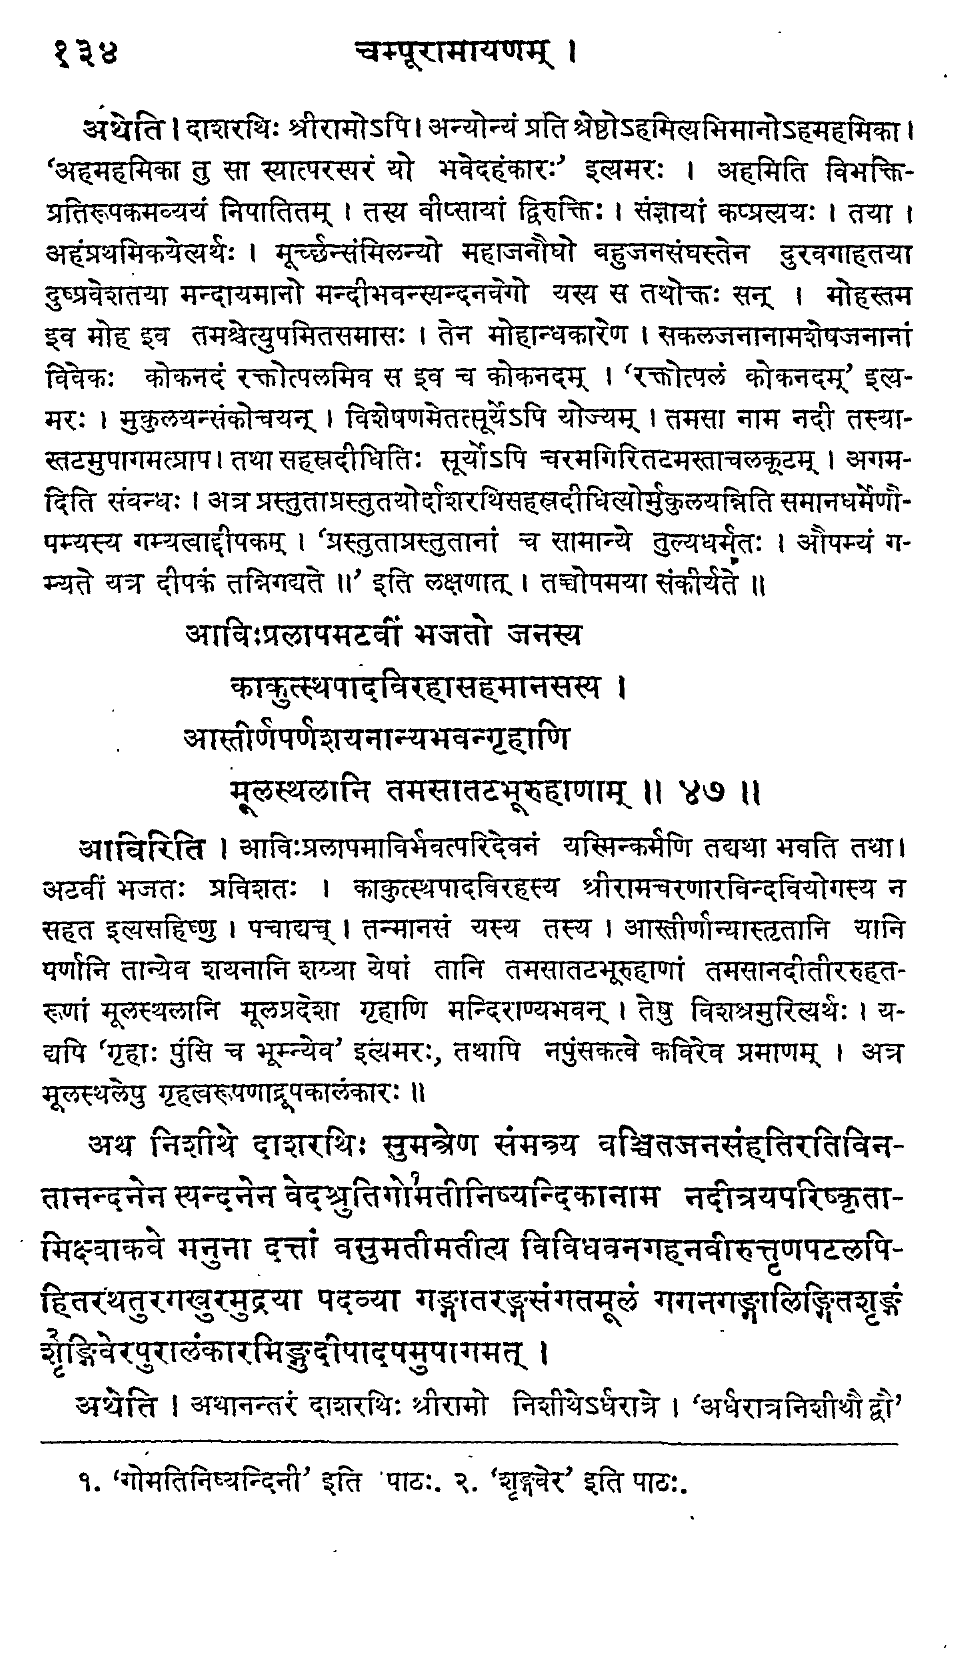 १३४ चम्पूरामायणम् ।
अथेति । दाशरथिः श्रीरामोऽपि । अन्योन्यं प्रति श्रेष्ठोऽहमित्यभिमानोऽहमहमिका ।
‘अहमहमिका तु सा स्यात्परस्परं यो भवेदहंकारः’ इत्यमरः । अहमिति विभक्ति-
प्रतिरूपकमव्ययं निपातितम् । तस्य वीप्सायां द्विरुक्तिः । संज्ञायां कप्प्रत्ययः । तया ।
अहंप्रथमिकयेत्यर्थः । मूर्च्छन्संमिलन्यो महाजनौघो वहुजनसंघस्तेन दुरवगाहतया
दुष्प्रवेशतया मन्दायमानो मन्दीभवन्स्यन्दनवेगो यस्य स तथोक्तः सन् । मोहस्तम
इव मोह इव तमश्चेत्युपमितसमासः । तेन मोहान्धकारेण । सकलजनानामशेषजनानां
विवेकः कोकनदं रक्तोत्पलमिव स इव च कोकनदम् । ‘रक्तोत्पलं कोकनदम्’ इत्य-
मरः । मुकुलयन्संकोचयन् । विशेषणमेतत्सूर्येऽपि योज्यम् । तमसा नाम नदी तस्या-
स्तटमुपागमत्प्राप । तथा सहस्रदीधितिः सूर्योऽपि चरमगिरितटमस्ताचलकूटम् । अगम-
दिति संवन्धः । अत्र प्रस्तुताप्रस्तुतयोर्दाशरथिसहस्रदीधित्योर्मुकुलयन्निति समानधर्मेणौ-
पम्यस्य गम्यत्वाद्दीपकम् । ‘प्रस्तुताप्रस्तुतानां च सामान्ये तुल्यधर्मतः । औपम्यं ग-
म्यते यत्र दीपकं तन्निगद्यते ॥’ इति लक्षणात् । तच्चोपमया संकीर्यते ॥
आविःप्रलापमटवीं भजतो जनस्य
काकुत्स्थपादविरहासहमानसस्य ।
आस्तीर्णपर्णशयनान्यभवन्गृहाणि
मूलस्थलानि तमसातटभूरुहाणाम् ॥ ४७ ॥
आविरिति । आविःप्रलापमाविर्भवत्परिदेवनं यस्मिन्कर्मणि तद्यथा भवति तथा ।
अटवीं भजतः प्रविशतः । काकुत्स्थपादविरहस्य श्रीरामचरणारविन्दवियोगस्य न
सहत इत्यसहिष्णु । पचाद्यच् । तन्मानसं यस्य तस्य । आस्तीर्णान्यास्तृतानि यानि
पर्णानि तान्येव शयनानि शय्या येषां तानि तमसातटभूरुहाणां तमसानदीतीररुहत-
रूणां मूलस्थलानि मूलप्रदेशा गृहाणि मन्दिराण्यभवन् । तेषु विशश्रमुरित्यर्थः । य-
द्यपि ‘गृहाः पुंसि च भूम्न्येव’ इत्यमरः, तथापि नपुंसकत्वे कविरेव प्रमाणम् । अत्र
मूलस्थलेषु गृहत्वरूपणाद्रूपकालंकारः ॥
अथ निशीथे दाशरथिः सुमन्त्रेण संमन्त्र्य वञ्चितजनसंहतिरतिविन-
तानन्दनेन स्यन्दनेन वेदश्रुतिगोमतीनिष्यन्दिकानाम नदीत्रयपरिष्कृता-
मिक्ष्वाकवे मनुना दत्तां वसुमतीमतीत्य विविधवनगहनवीरुत्तृणपटलपि-
हितरथतुरगखुरमुद्रया पदव्या गङ्गातरङ्गसंगतमूलं गगनगङ्गालिङ्गितशृङ्गं
शृैङ्गिवेरपुरालंकारमिङ्गुदीपादपमुपागमत् ।
अथेति । अथानन्तरं दाशरथिः श्रीरामो निशीथेऽर्धरात्रे । ‘अर्धरात्रनिशीथौ द्वौ’
१. ‘गोमतिनिष्यन्दिनी’ इति पाठः. २. ‘शृङ्गवेर’ इति पाठः.